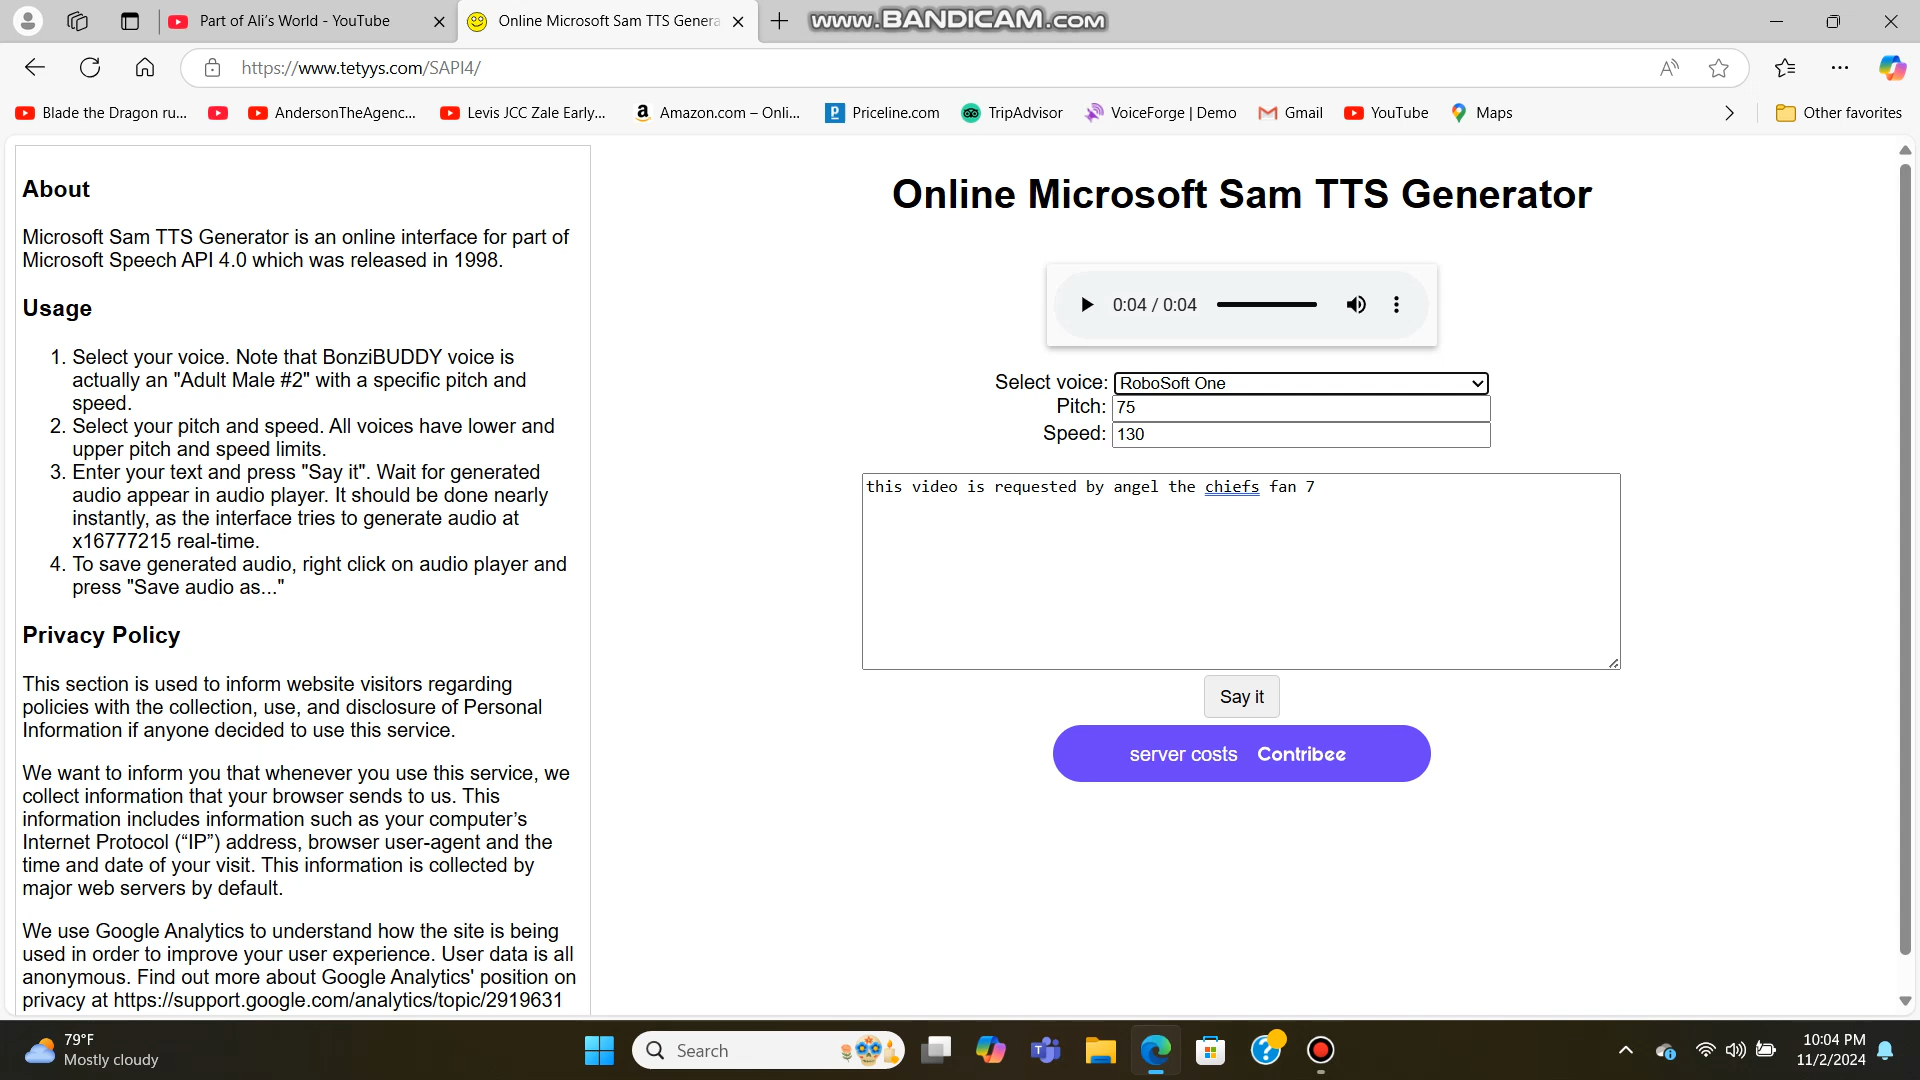 Part of Ali's World - YouTube
Online Microsoft Sam TTS Genera
www.BANDICAM.com
https://www.tetyys.com/SAPI4/
Blade the Dragon ru...
AndersonTheAgenc...
Levis JCC Zale Early...
Amazon.com – Onli...
Priceline.com
TripAdvisor
VoiceForge | Demo
Gmail
YouTube
Maps
Other favorites
About
Microsoft Sam TTS Generator is an online interface for part of
Microsoft Speech API 4.0 which was released in 1998.
Usage
1. Select your voice. Note that BonziBUDDY voice is
actually an "Adult Male #2" with a specific pitch and
speed.
2. Select your pitch and speed. All voices have lower and
upper pitch and speed limits.
3. Enter your text and press "Say it". Wait for generated
audio appear in audio player. It should be done nearly
instantly, as the interface tries to generate audio at
x16777215 real-time.
4. To save generated audio, right click on audio player and
press "Save audio as..."
Privacy Policy
This section is used to inform website visitors regarding
policies with the collection, use, and disclosure of Personal
Information if anyone decided to use this service.
We want to inform you that whenever you use this service, we
collect information that your browser sends to us. This
information includes information such as your computer’s
Internet Protocol (“IP”) address, browser user-agent and the
time and date of your visit. This information is collected by
major web servers by default.
We use Google Analytics to understand how the site is being
used in order to improve your user experience. User data is all
anonymous. Find out more about Google Analytics' position on
privacy at https://support.google.com/analytics/topic/2919631
Online Microsoft Sam TTS Generator
0:04 / 0:04
Select voice: RoboSoft One
Pitch: 75
Speed: 130
this video is requested by angel the chiefs fan 7
Say it
server costs Contribee
79°F
Mostly cloudy
Search
10:04 PM
11/2/2024